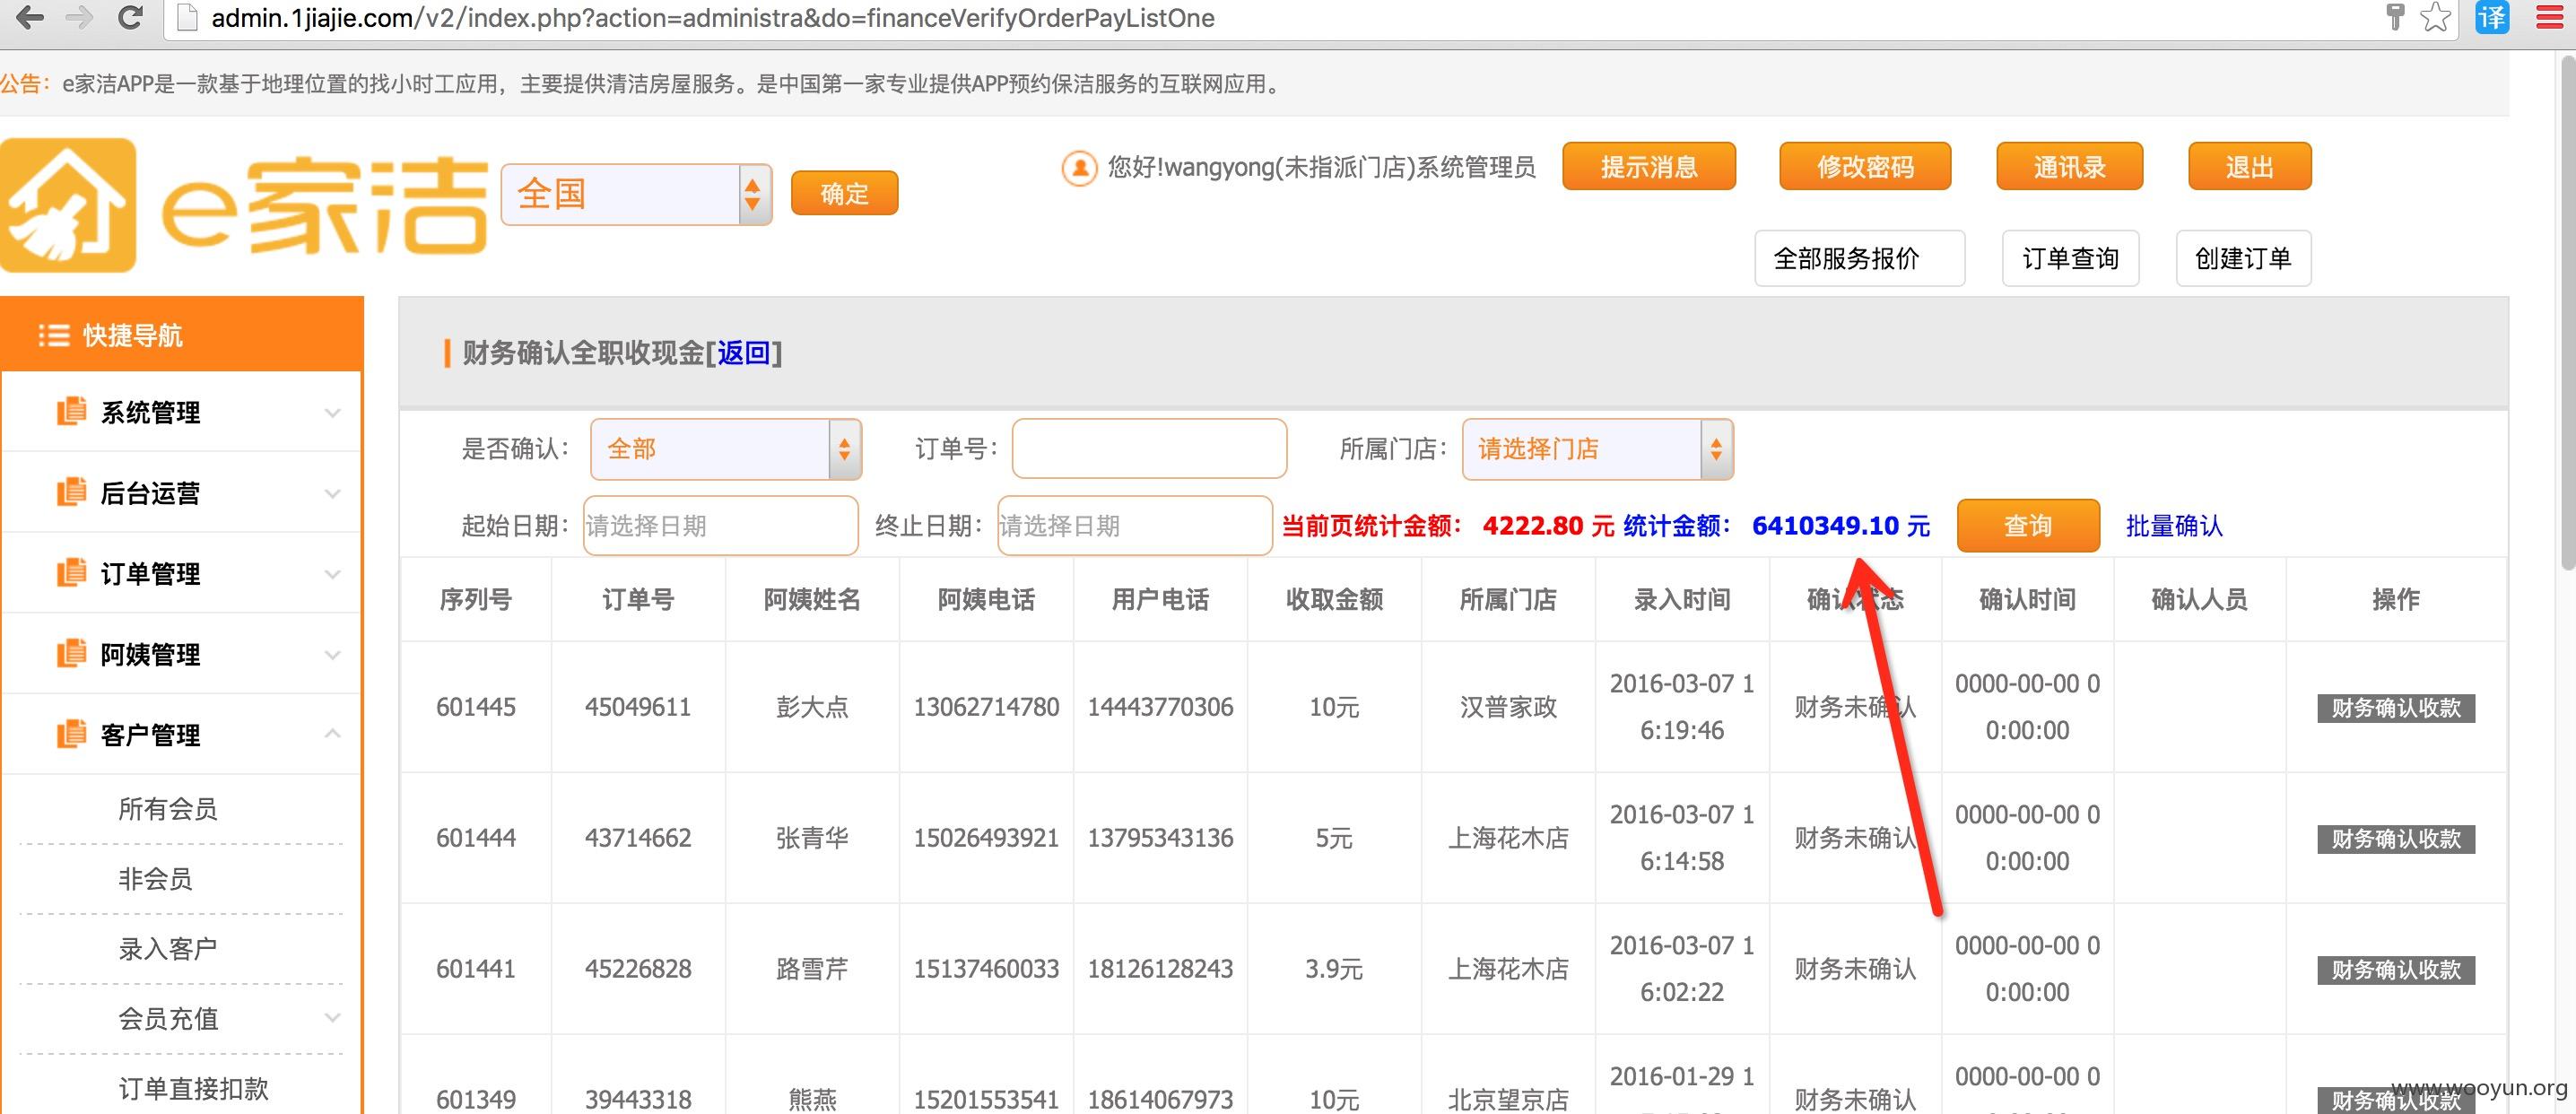 admin.1jiajie.com/v2/index.php?action=administra&do=financeVerifyOrderPayListOne
译
公告：e家洁APP是一款基于地理位置的找小时工应用，主要提供清洁房屋服务。是中国第一家专业提供APP预约保洁服务的互联网应用。
e家洁
全国
确定
您好!wangyong(未指派门店)系统管理员
提示消息
修改密码
通讯录
退出
全部服务报价
订单查询
创建订单
快捷导航
系统管理
后台运营
订单管理
阿姨管理
客户管理
所有会员
非会员
录入客户
会员充值
订单直接扣款
财务确认全职收现金[返回]
是否确认： 全部 订单号： 所属门店： 请选择门店
起始日期： 请选择日期 终止日期： 请选择日期 当前页统计金额： 4222.80 元 统计金额： 6410349.10 元 查询 批量确认
序列号 订单号 阿姨姓名 阿姨电话 用户电话 收取金额 所属门店 录入时间 确认状态 确认时间 确认人员 操作
601445 45049611 彭大点 13062714780 14443770306 10元 汉普家政 2016-03-07 1
6:19:46 财务未确认 0000-00-00 0
0:00:00 财务确认收款
601444 43714662 张青华 15026493921 13795343136 5元 上海花木店 2016-03-07 1
6:14:58 财务未确认 0000-00-00 0
0:00:00 财务确认收款
601441 45226828 路雪芹 15137460033 18126128243 3.9元 上海花木店 2016-03-07 1
6:02:22 财务未确认 0000-00-00 0
0:00:00 财务确认收款
601349 39443318 熊燕 15201553541 18614067973 10元 北京望京店 2016-01-29 1
财务未确认 0000-00-00 0
财务确认收款
www.wooyun.org